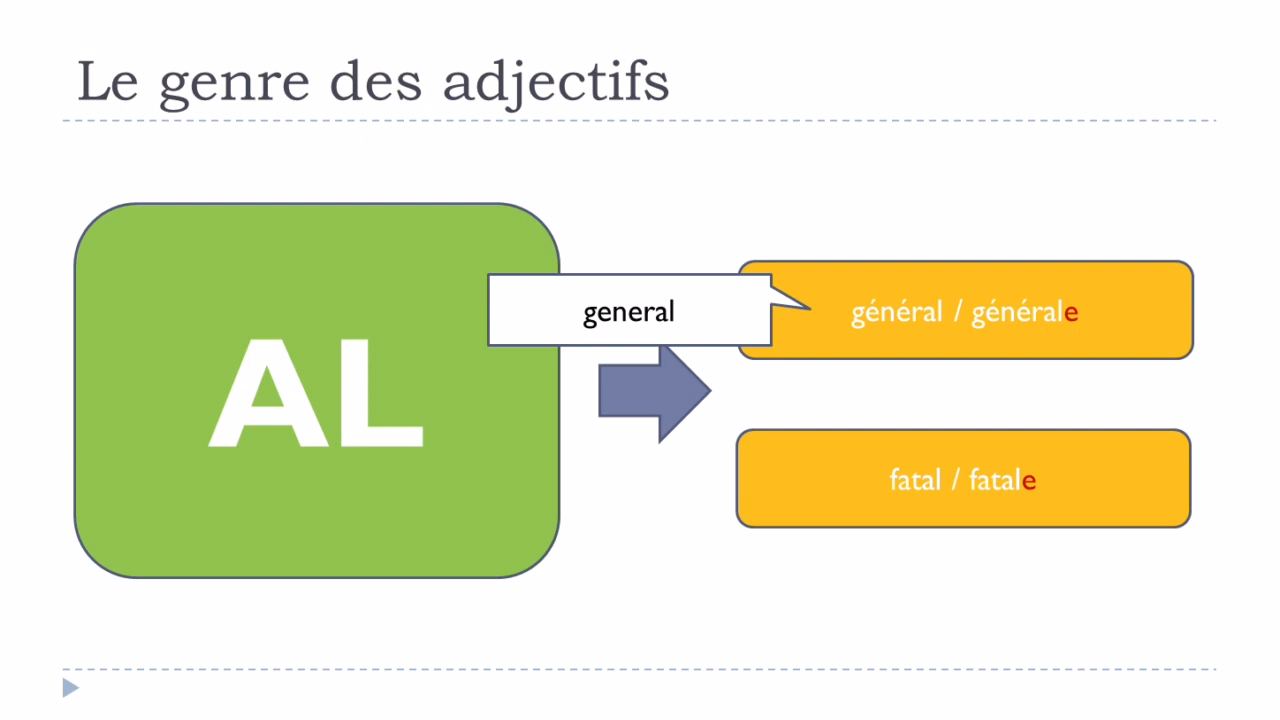 Le genre des adjectifs
AL
general
général / générale
fatal / fatale